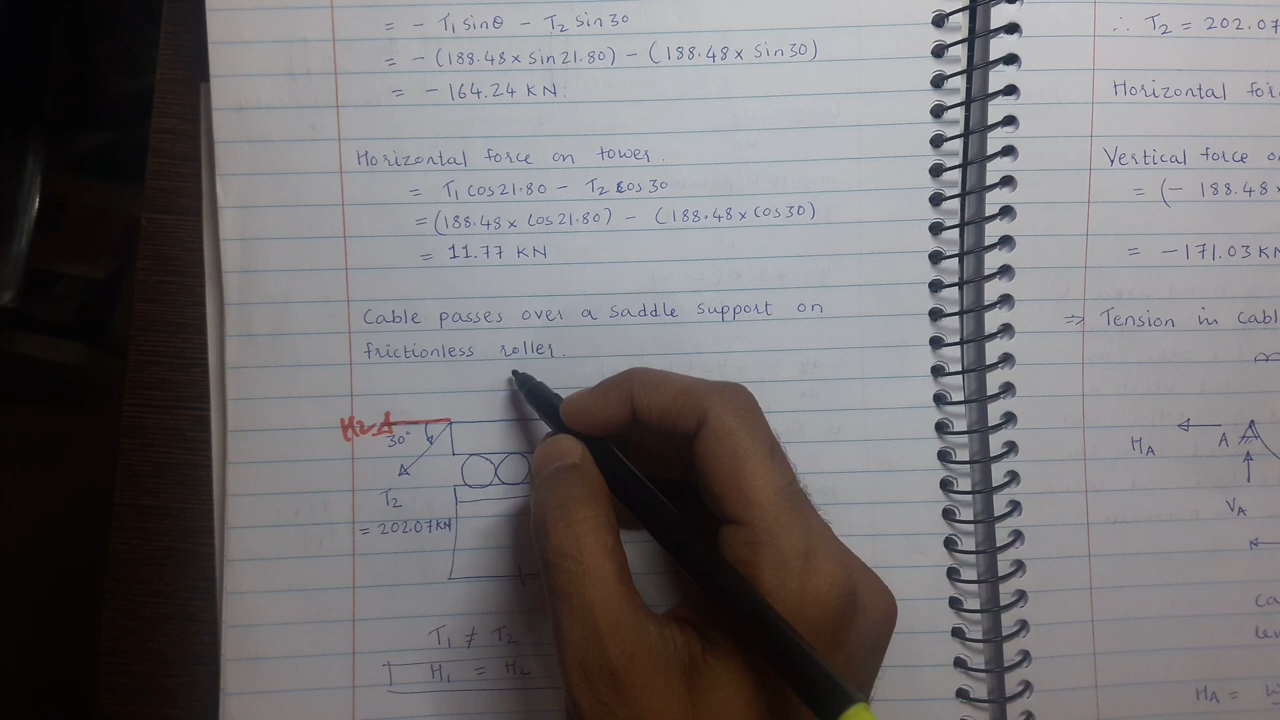 = - T₁ sinθ - T₂ sin 30
= - (188.48 x sin 21.80) - (188.48 x sin 30)
= - 164.24 KN.
Horizontal force on tower.
= T₁ cos 21.80 - T₂ cos 30
= (188.48 x cos 21.80) - (188.48 x cos 30)
= 11.77 KN
Cable passes over a saddle support on
frictionless roller.
H₂
30°
T₂
= 202.07 KN
T₁ ≠ T₂
H₁ = H₂
∴ T₂ = 202.07
Horizontal
Vertical force
= (- 188.48 x
= - 171.03 KN
⇒ Tension in
H_A
A
V_A
H_A =